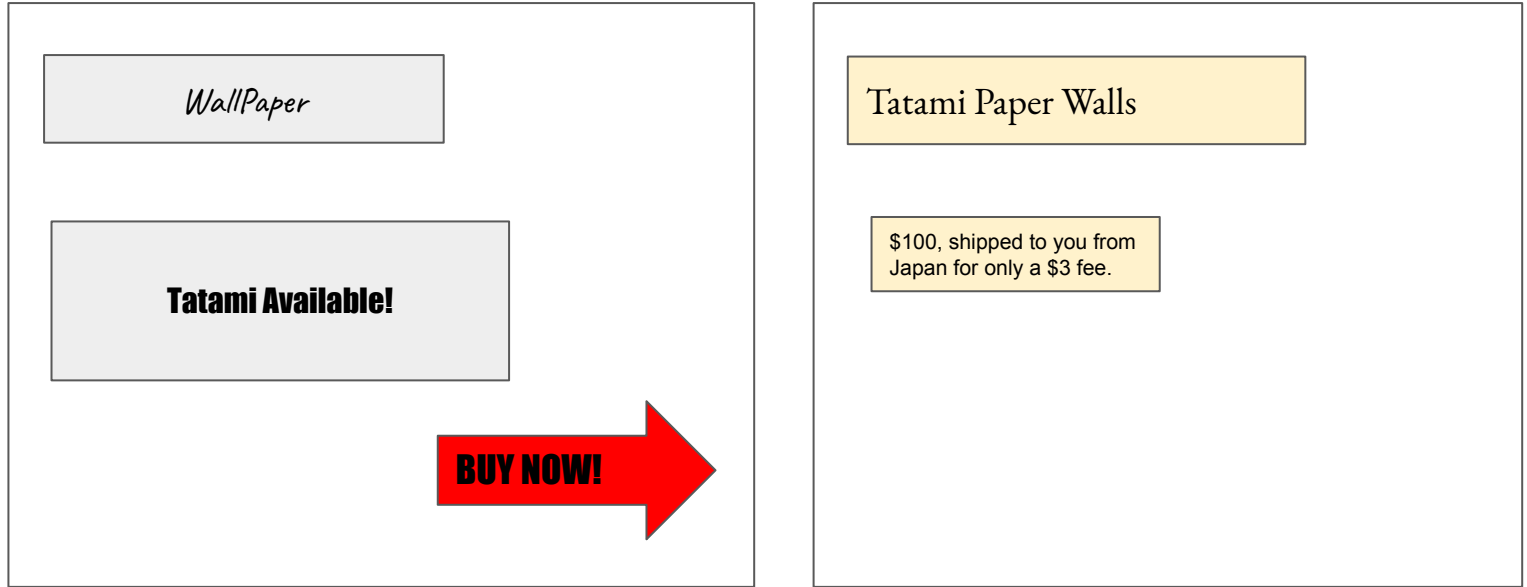 WallPaper
Tatami Available!
BUY NOW!
Tatami Paper Walls
$100, shipped to you from
Japan for only a $3 fee.